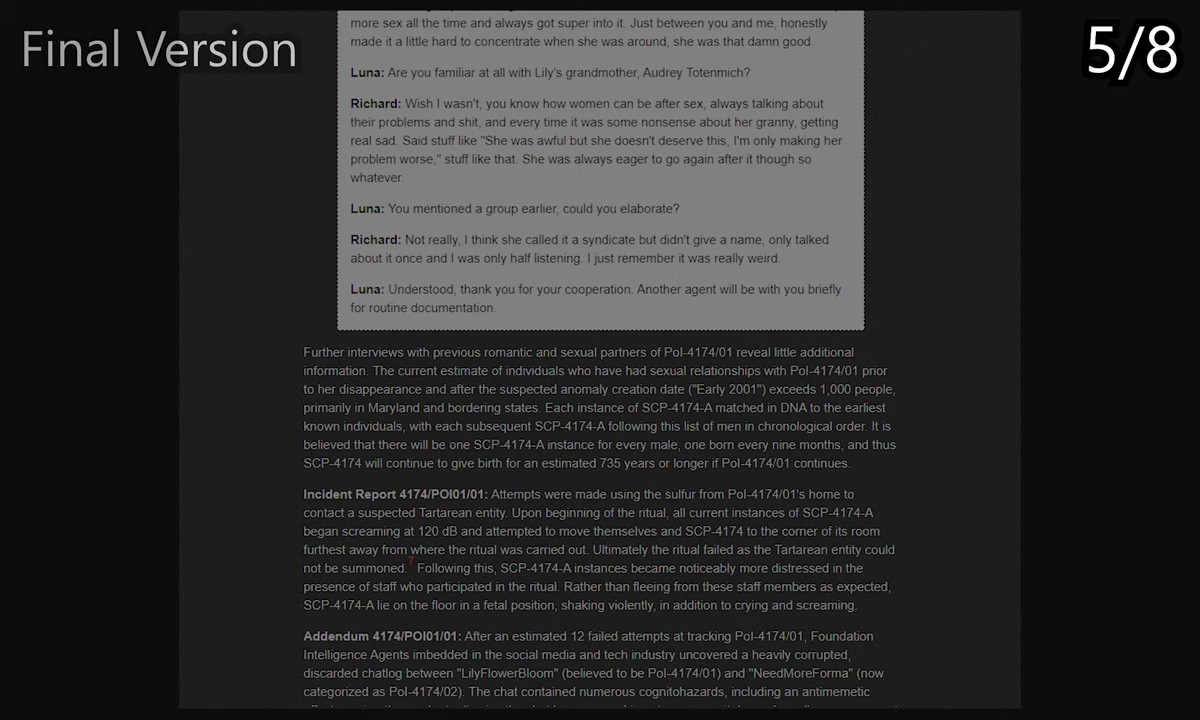 Final Version
5/8
more sex all the time and always got super into it. Just between you and me, honestly
made it a little hard to concentrate when she was around, she was that damn good.
Luna: Are you familiar at all with Lily's grandmother, Audrey Totenmich?
Richard: Wish I wasn't, you know how women can be after sex, always talking about
their problems and shit, and every time it was some nonsense about her granny, getting
real sad. Said stuff like "She was awful but she doesn't deserve this, I'm only making her
problem worse," stuff like that. She was always eager to go again after it though so
whatever.
Luna: You mentioned a group earlier, could you elaborate?
Richard: Not really, I think she called it a syndicate but didn't give a name, only talked
about it once and I was only half listening. I just remember it was really weird.
Luna: Understood, thank you for your cooperation. Another agent will be with you briefly
for routine documentation.
Further interviews with previous romantic and sexual partners of PoI-4174/01 reveal little additional
information. The current estimate of individuals who have had sexual relationships with PoI-4174/01 prior
to her disappearance and after the suspected anomaly creation date ("Early 2001") exceeds 1,000 people,
primarily in Maryland and bordering states. Each instance of SCP-4174-A matched in DNA to the earliest
known individuals, with each subsequent SCP-4174-A following this list of men in chronological order. It is
believed that there will be one SCP-4174-A instance for every male, one born every nine months, and thus
SCP-4174 will continue to give birth for an estimated 735 years or longer if PoI-4174/01 continues.
Incident Report 4174/POI01/01: Attempts were made using the sulfur from PoI-4174/01's home to
contact a suspected Tartarean entity. Upon beginning of the ritual, all current instances of SCP-4174-A
began screaming at 120 dB and attempted to move themselves and SCP-4174 to the corner of its room
furthest away from where the ritual was carried out. Ultimately the ritual failed as the Tartarean entity could
not be summoned.7 Following this, SCP-4174-A instances became noticeably more distressed in the
presence of staff who participated in the ritual. Rather than fleeing from these staff members as expected,
SCP-4174-A lie on the floor in a fetal position, shaking violently, in addition to crying and screaming.
Addendum 4174/POI01/01: After an estimated 12 failed attempts at tracking PoI-4174/01, Foundation
Intelligence Agents imbedded in the social media and tech industry uncovered a heavily corrupted,
discarded chatlog between "LilyFlowerBloom" (believed to be PoI-4174/01) and "NeedMoreForma" (now
categorized as PoI-4174/02). The chat contained numerous cognitohazards, including an antimemetic